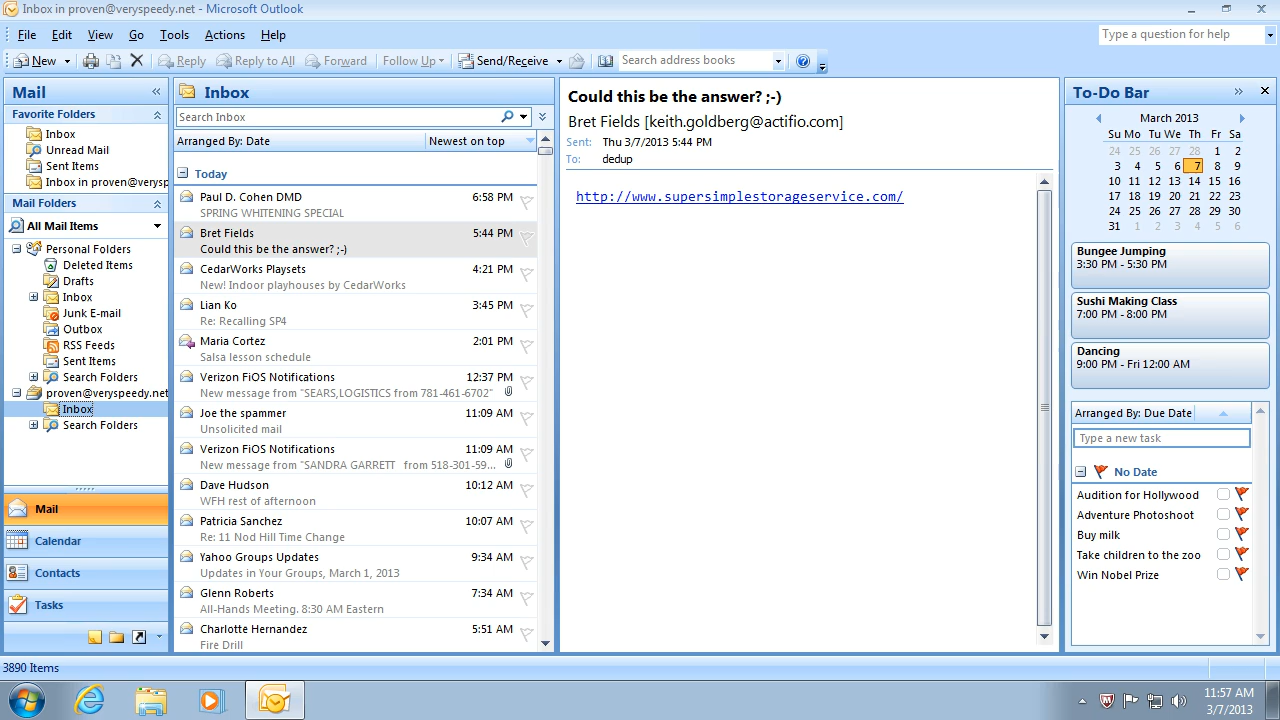 Inbox in proven@veryspeedy.net - Microsoft Outlook
File Edit View Go Tools Actions Help
Type a question for help
New Reply Reply to All Forward Follow Up Send/Receive Search address books
Mail
Favorite Folders
Inbox
Unread Mail
Sent Items
Inbox in proven@verysp
Mail Folders
All Mail Items
Personal Folders
Deleted Items
Drafts
Inbox
Junk E-mail
Outbox
RSS Feeds
Sent Items
Search Folders
proven@veryspeedy.net
Inbox
Search Folders
Mail
Calendar
Contacts
Tasks
Inbox
Search Inbox
Arranged By: Date Newest on top
Today
Paul D. Cohen DMD 6:58 PM
SPRING WHITENING SPECIAL
Bret Fields 5:44 PM
Could this be the answer? ;-)
CedarWorks Playsets 4:21 PM
New! Indoor playhouses by CedarWorks
Lian Ko 3:45 PM
Re: Recalling SP4
Maria Cortez 2:01 PM
Salsa lesson schedule
Verizon FiOS Notifications 12:37 PM
New message from "SEARS,LOGISTICS from 781-461-6702"
Joe the spammer 11:09 AM
Unsolicited mail
Verizon FiOS Notifications 11:09 AM
New message from "SANDRA GARRETT from 518-301-59...
Dave Hudson 10:12 AM
WFH rest of afternoon
Patricia Sanchez 10:07 AM
Re: 11 Nod Hill Time Change
Yahoo Groups Updates 9:34 AM
Updates in Your Groups, March 1, 2013
Glenn Roberts 7:34 AM
All-Hands Meeting. 8:30 AM Eastern
Charlotte Hernandez 5:51 AM
Fire Drill
Could this be the answer? ;-)
Bret Fields [keith.goldberg@actifio.com]
Sent: Thu 3/7/2013 5:44 PM
To: dedup
http://www.supersimplestorageservice.com/
To-Do Bar
March 2013
Su Mo Tu We Th Fr Sa
24 25 26 27 28 1 2
3 4 5 6 7 8 9
10 11 12 13 14 15 16
17 18 19 20 21 22 23
24 25 26 27 28 29 30
31 1 2 3 4 5 6
Bungee Jumping
3:30 PM - 5:30 PM
Sushi Making Class
7:00 PM - 8:00 PM
Dancing
9:00 PM - Fri 12:00 AM
Arranged By: Due Date
Type a new task
No Date
Audition for Hollywood
Adventure Photoshoot
Buy milk
Take children to the zoo
Win Nobel Prize
3890 Items
11:57 AM
3/7/2013